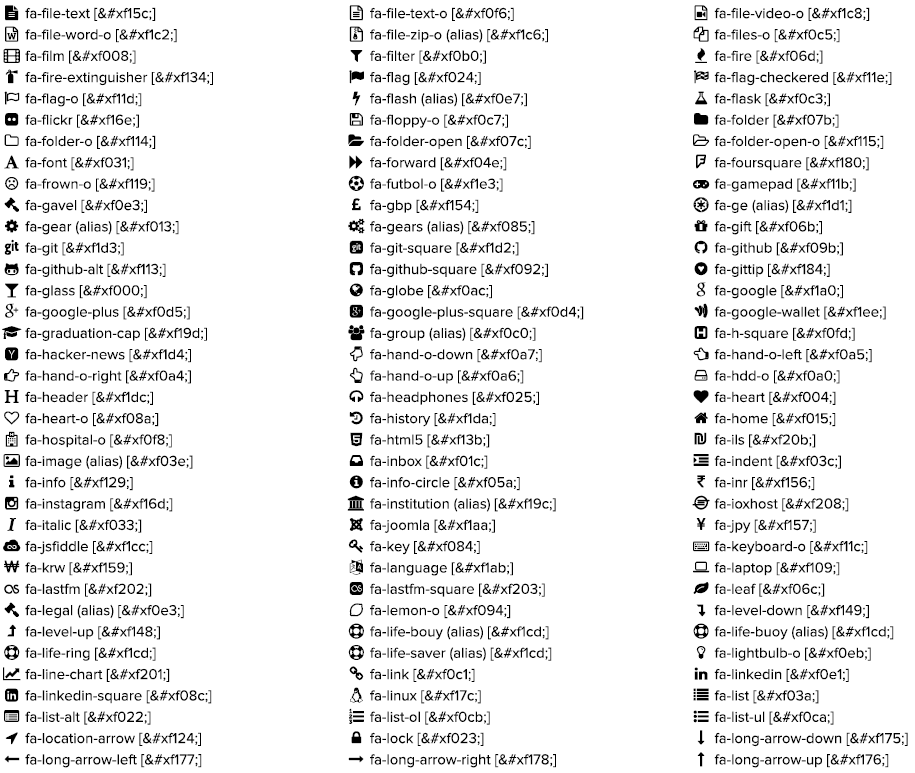 fa-file-text [&#xf15c;] fa-file-text-o [&#xf0f6;] fa-file-video-o [&#xf1c8;]
fa-file-word-o [&#xf1c2;] fa-file-zip-o (alias) [&#xf1c6;] fa-files-o [&#xf0c5;]
fa-film [&#xf008;] fa-filter [&#xf0b0;] fa-fire [&#xf06d;]
fa-fire-extinguisher [&#xf134;] fa-flag [&#xf024;] fa-flag-checkered [&#xf11e;]
fa-flag-o [&#xf11d;] fa-flash (alias) [&#xf0e7;] fa-flask [&#xf0c3;]
fa-flickr [&#xf16e;] fa-floppy-o [&#xf0c7;] fa-folder [&#xf07b;]
fa-folder-o [&#xf114;] fa-folder-open [&#xf07c;] fa-folder-open-o [&#xf115;]
fa-font [&#xf031;] fa-forward [&#xf04e;] fa-foursquare [&#xf180;]
fa-frown-o [&#xf119;] fa-futbol-o [&#xf1e3;] fa-gamepad [&#xf11b;]
fa-gavel [&#xf0e3;] fa-gbp [&#xf154;] fa-ge (alias) [&#xf1d1;]
fa-gear (alias) [&#xf013;] fa-gears (alias) [&#xf085;] fa-gift [&#xf06b;]
git fa-git [&#xf1d3;] fa-git-square [&#xf1d2;] fa-github [&#xf09b;]
fa-github-alt [&#xf113;] fa-github-square [&#xf092;] fa-gittip [&#xf184;]
fa-glass [&#xf000;] fa-globe [&#xf0ac;] fa-google [&#xf1a0;]
fa-google-plus [&#xf0d5;] fa-google-plus-square [&#xf0d4;] fa-google-wallet [&#xf1ee;]
fa-graduation-cap [&#xf19d;] fa-group (alias) [&#xf0c0;] fa-h-square [&#xf0fd;]
fa-hacker-news [&#xf1d4;] fa-hand-o-down [&#xf0a7;] fa-hand-o-left [&#xf0a5;]
fa-hand-o-right [&#xf0a4;] fa-hand-o-up [&#xf0a6;] fa-hdd-o [&#xf0a0;]
fa-header [&#xf1dc;] fa-headphones [&#xf025;] fa-heart [&#xf004;]
fa-heart-o [&#xf08a;] fa-history [&#xf1da;] fa-home [&#xf015;]
fa-hospital-o [&#xf0f8;] fa-html5 [&#xf13b;] fa-ils [&#xf20b;]
fa-image (alias) [&#xf03e;] fa-inbox [&#xf01c;] fa-indent [&#xf03c;]
fa-info [&#xf129;] fa-info-circle [&#xf05a;] fa-inr [&#xf156;]
fa-instagram [&#xf16d;] fa-institution (alias) [&#xf19c;] fa-ioxhost [&#xf208;]
fa-italic [&#xf033;] fa-joomla [&#xf1aa;] fa-jpy [&#xf157;]
fa-jsfiddle [&#xf1cc;] fa-key [&#xf084;] fa-keyboard-o [&#xf11c;]
fa-krw [&#xf159;] fa-language [&#xf1ab;] fa-laptop [&#xf109;]
fa-lastfm [&#xf202;] fa-lastfm-square [&#xf203;] fa-leaf [&#xf06c;]
fa-legal (alias) [&#xf0e3;] fa-lemon-o [&#xf094;] fa-level-down [&#xf149;]
fa-level-up [&#xf148;] fa-life-bouy (alias) [&#xf1cd;] fa-life-buoy (alias) [&#xf1cd;]
fa-life-ring [&#xf1cd;] fa-life-saver (alias) [&#xf1cd;] fa-lightbulb-o [&#xf0eb;]
fa-line-chart [&#xf201;] fa-link [&#xf0c1;] fa-linkedin [&#xf0e1;]
fa-linkedin-square [&#xf08c;] fa-linux [&#xf17c;] fa-list [&#xf03a;]
fa-list-alt [&#xf022;] fa-list-ol [&#xf0cb;] fa-list-ul [&#xf0ca;]
fa-location-arrow [&#xf124;] fa-lock [&#xf023;] fa-long-arrow-down [&#xf175;]
fa-long-arrow-left [&#xf177;] fa-long-arrow-right [&#xf178;] fa-long-arrow-up [&#xf176;]